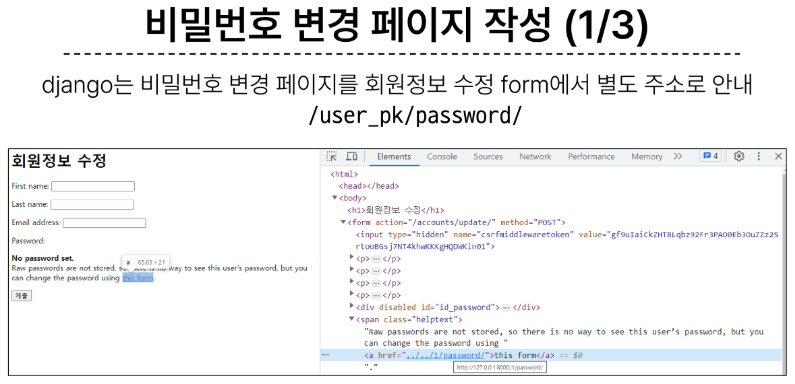 비밀번호 변경 페이지 작성 (1/3)
django는 비밀번호 변경 페이지를 회원정보 수정 form에서 별도 주소로 안내
/user_pk/password/
회원정보 수정
First name:
Last name:
Email address:
Password:
No password set.
Raw passwords are not stored, so there is no way to see this user's password, but you
can change the password using this form.
a 65.63 × 21
제출
Elements Console Sources Network Performance Memory 4
<html>
<head></head>
<body>
<h1>회원정보 수정</h1>
<form action="/accounts/update/" method="POST">
<input type="hidden" name="csrfmiddlewaretoken" value="
<p>…</p>
<p>…</p>
<p>…</p>
<p>…</p>
<div disabled id="id_password">…</div>
<span class="helptext">
"Raw passwords are not stored, so there is no way to see this user's password, but you
can change the password using "
<a href="../../1/password/">this form</a> == $0
"."
http://127.0.0.1:8000/1/password/